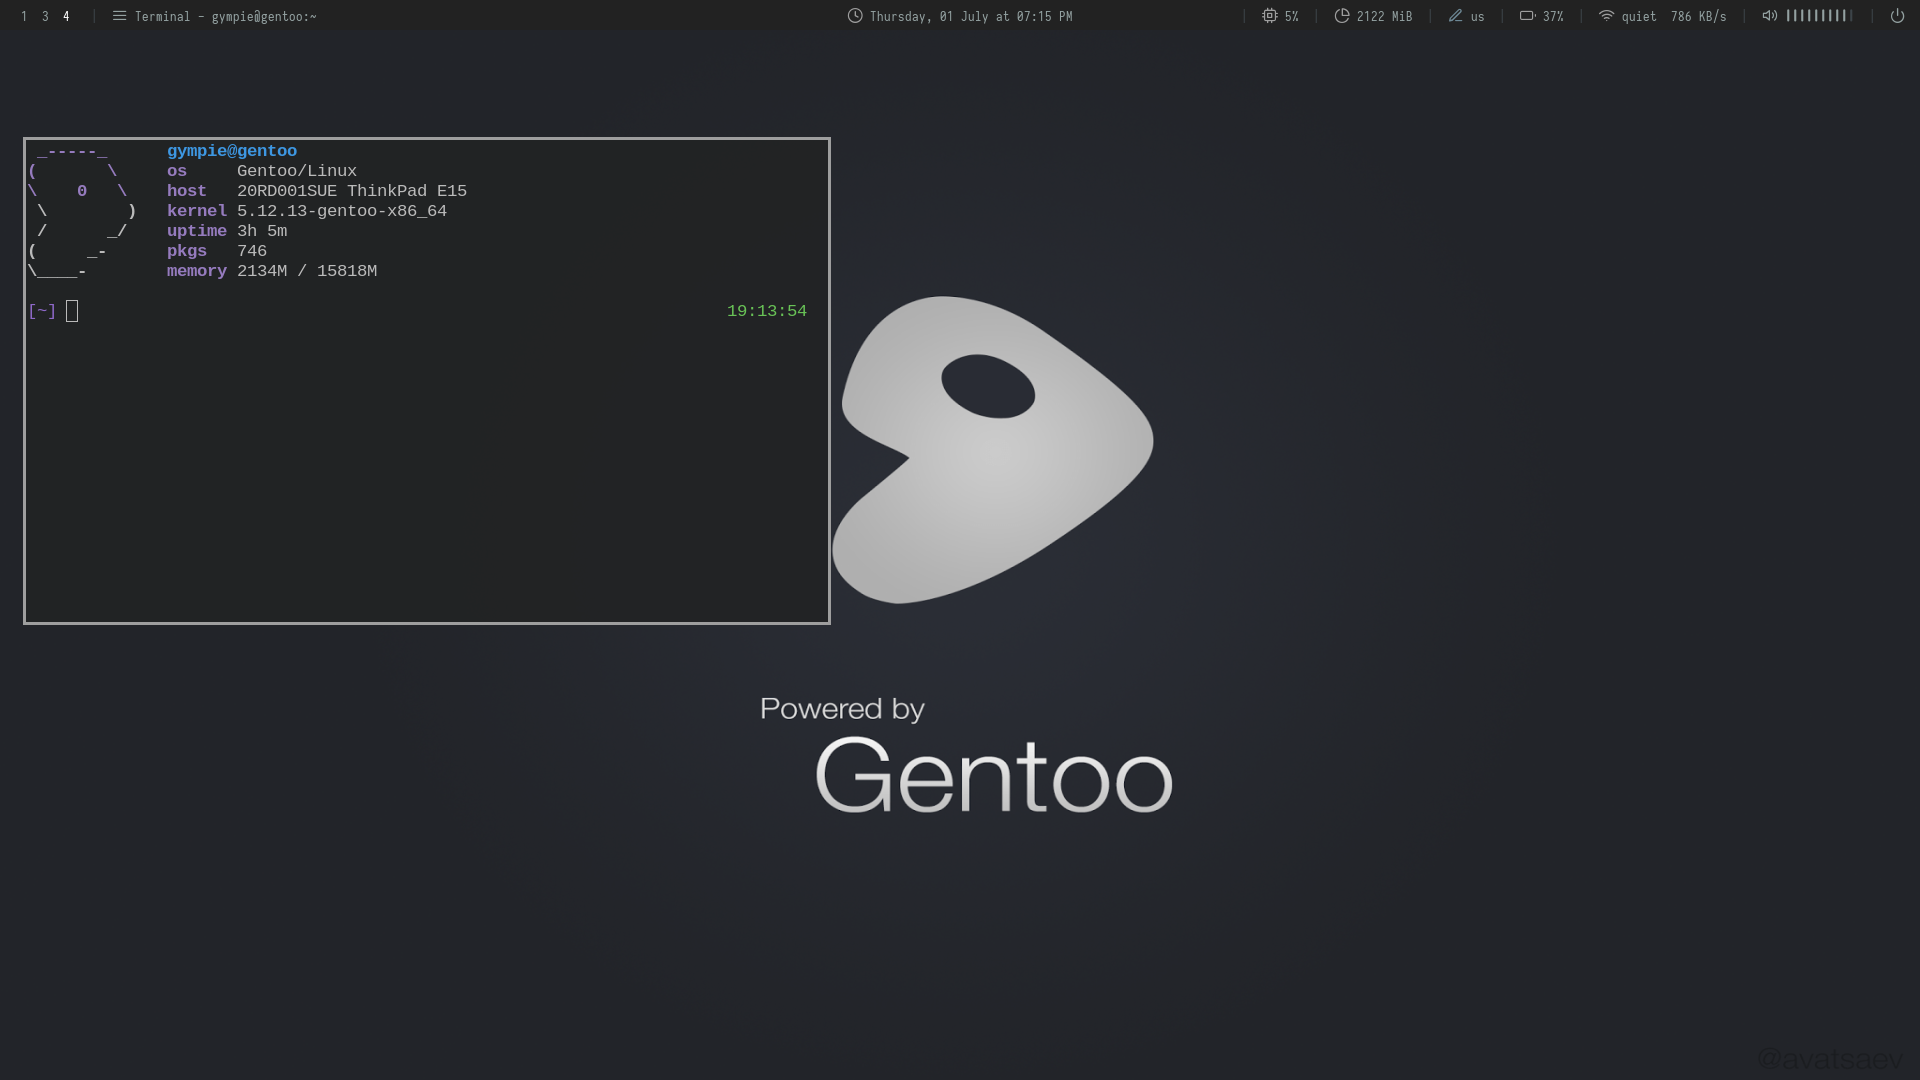 1 3 4 | Terminal - gympie@gentoo:~ Thursday, 01 July at 07:15 PM | 5% | 2122 MiB | us | 37% | quiet 786 KB/s | |
_-----_ gympie@gentoo
( \ os Gentoo/Linux
\ 0 \ host 20RD001SUE ThinkPad E15
\ ) kernel 5.12.13-gentoo-x86_64
/ _/ uptime 3h 5m
( _- pkgs 746
\____- memory 2134M / 15818M
[~] 19:13:54
Powered by
Gentoo
@avatsaev